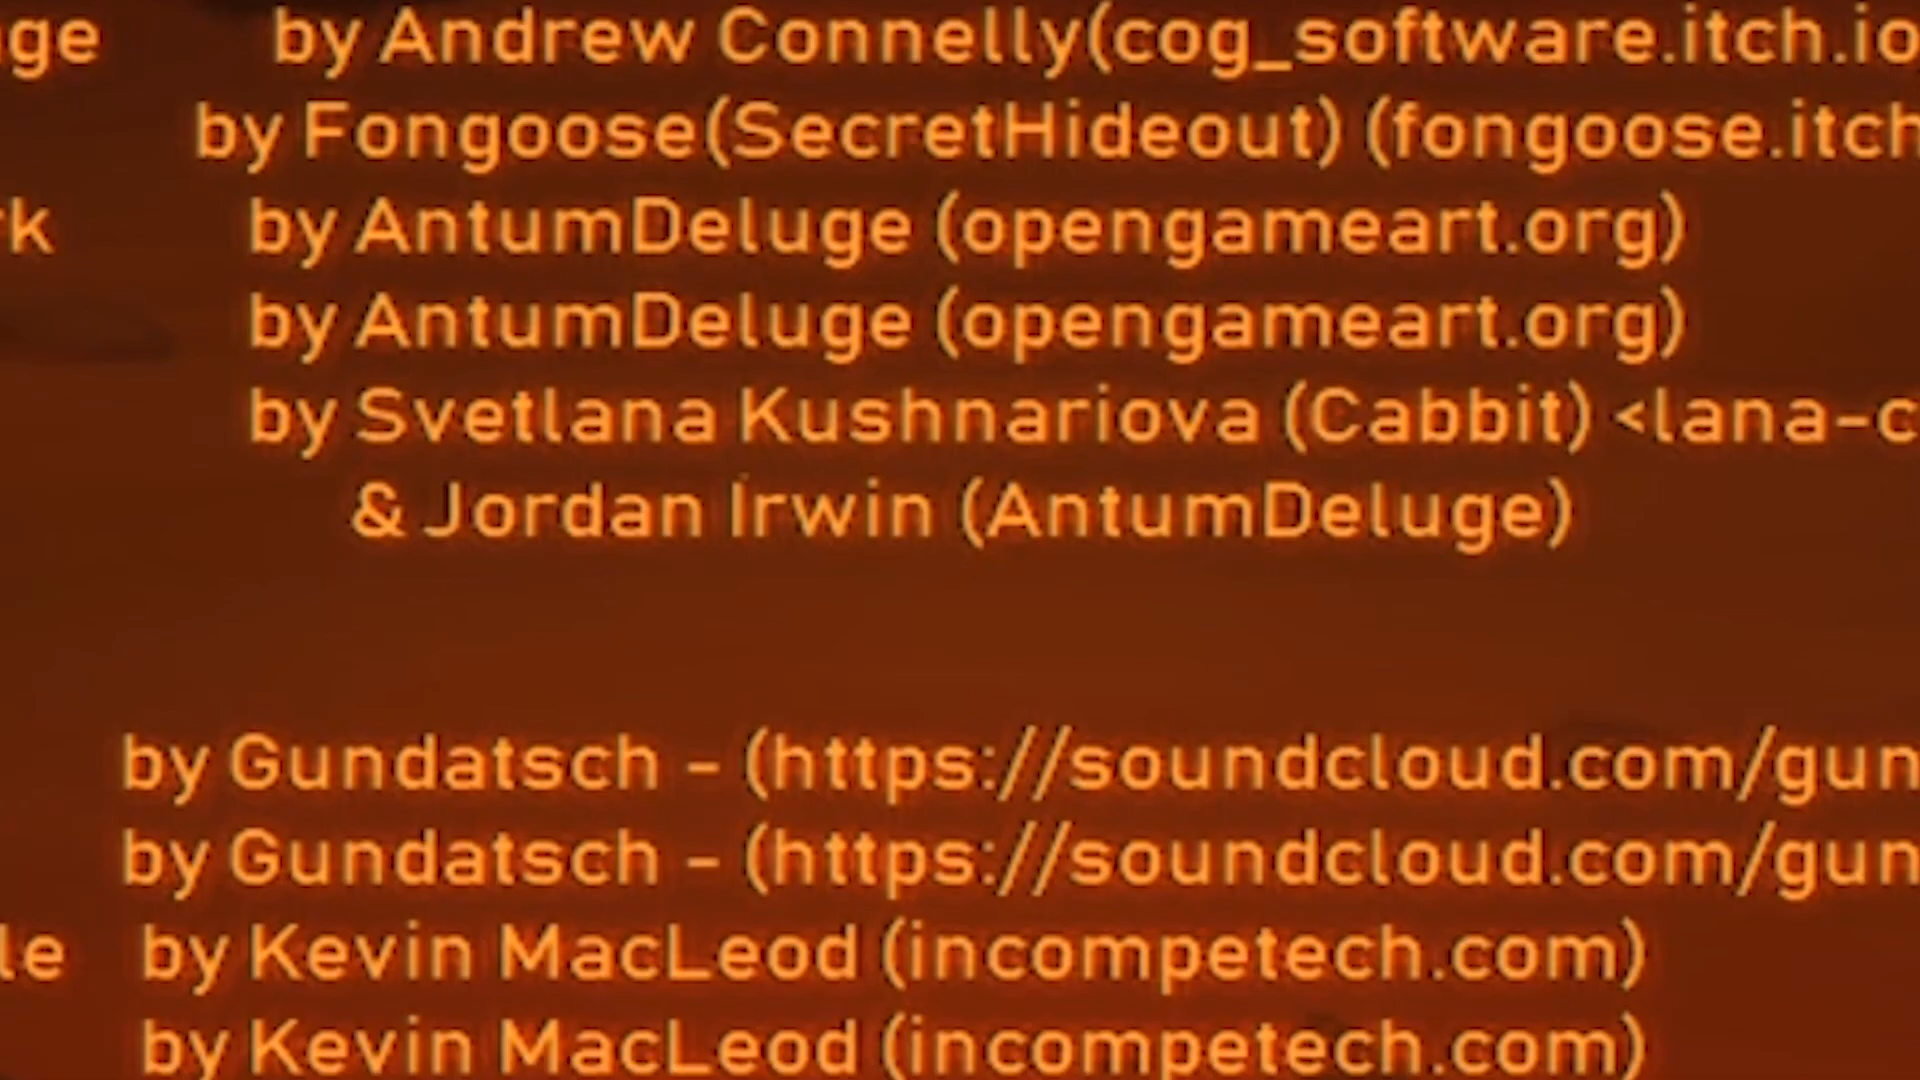 ge by Andrew Connelly(cog_software.itch.io
by Fongoose(SecretHideout) (fongoose.itch
rk by AntumDeluge (opengameart.org)
by AntumDeluge (opengameart.org)
by Svetlana Kushnariova (Cabbit) <lana-c
& Jordan Irwin (AntumDeluge)
by Gundatsch - (https://soundcloud.com/gun
by Gundatsch - (https://soundcloud.com/gun
le by Kevin MacLeod (incompetech.com)
by Kevin MacLeod (incompetech.com)